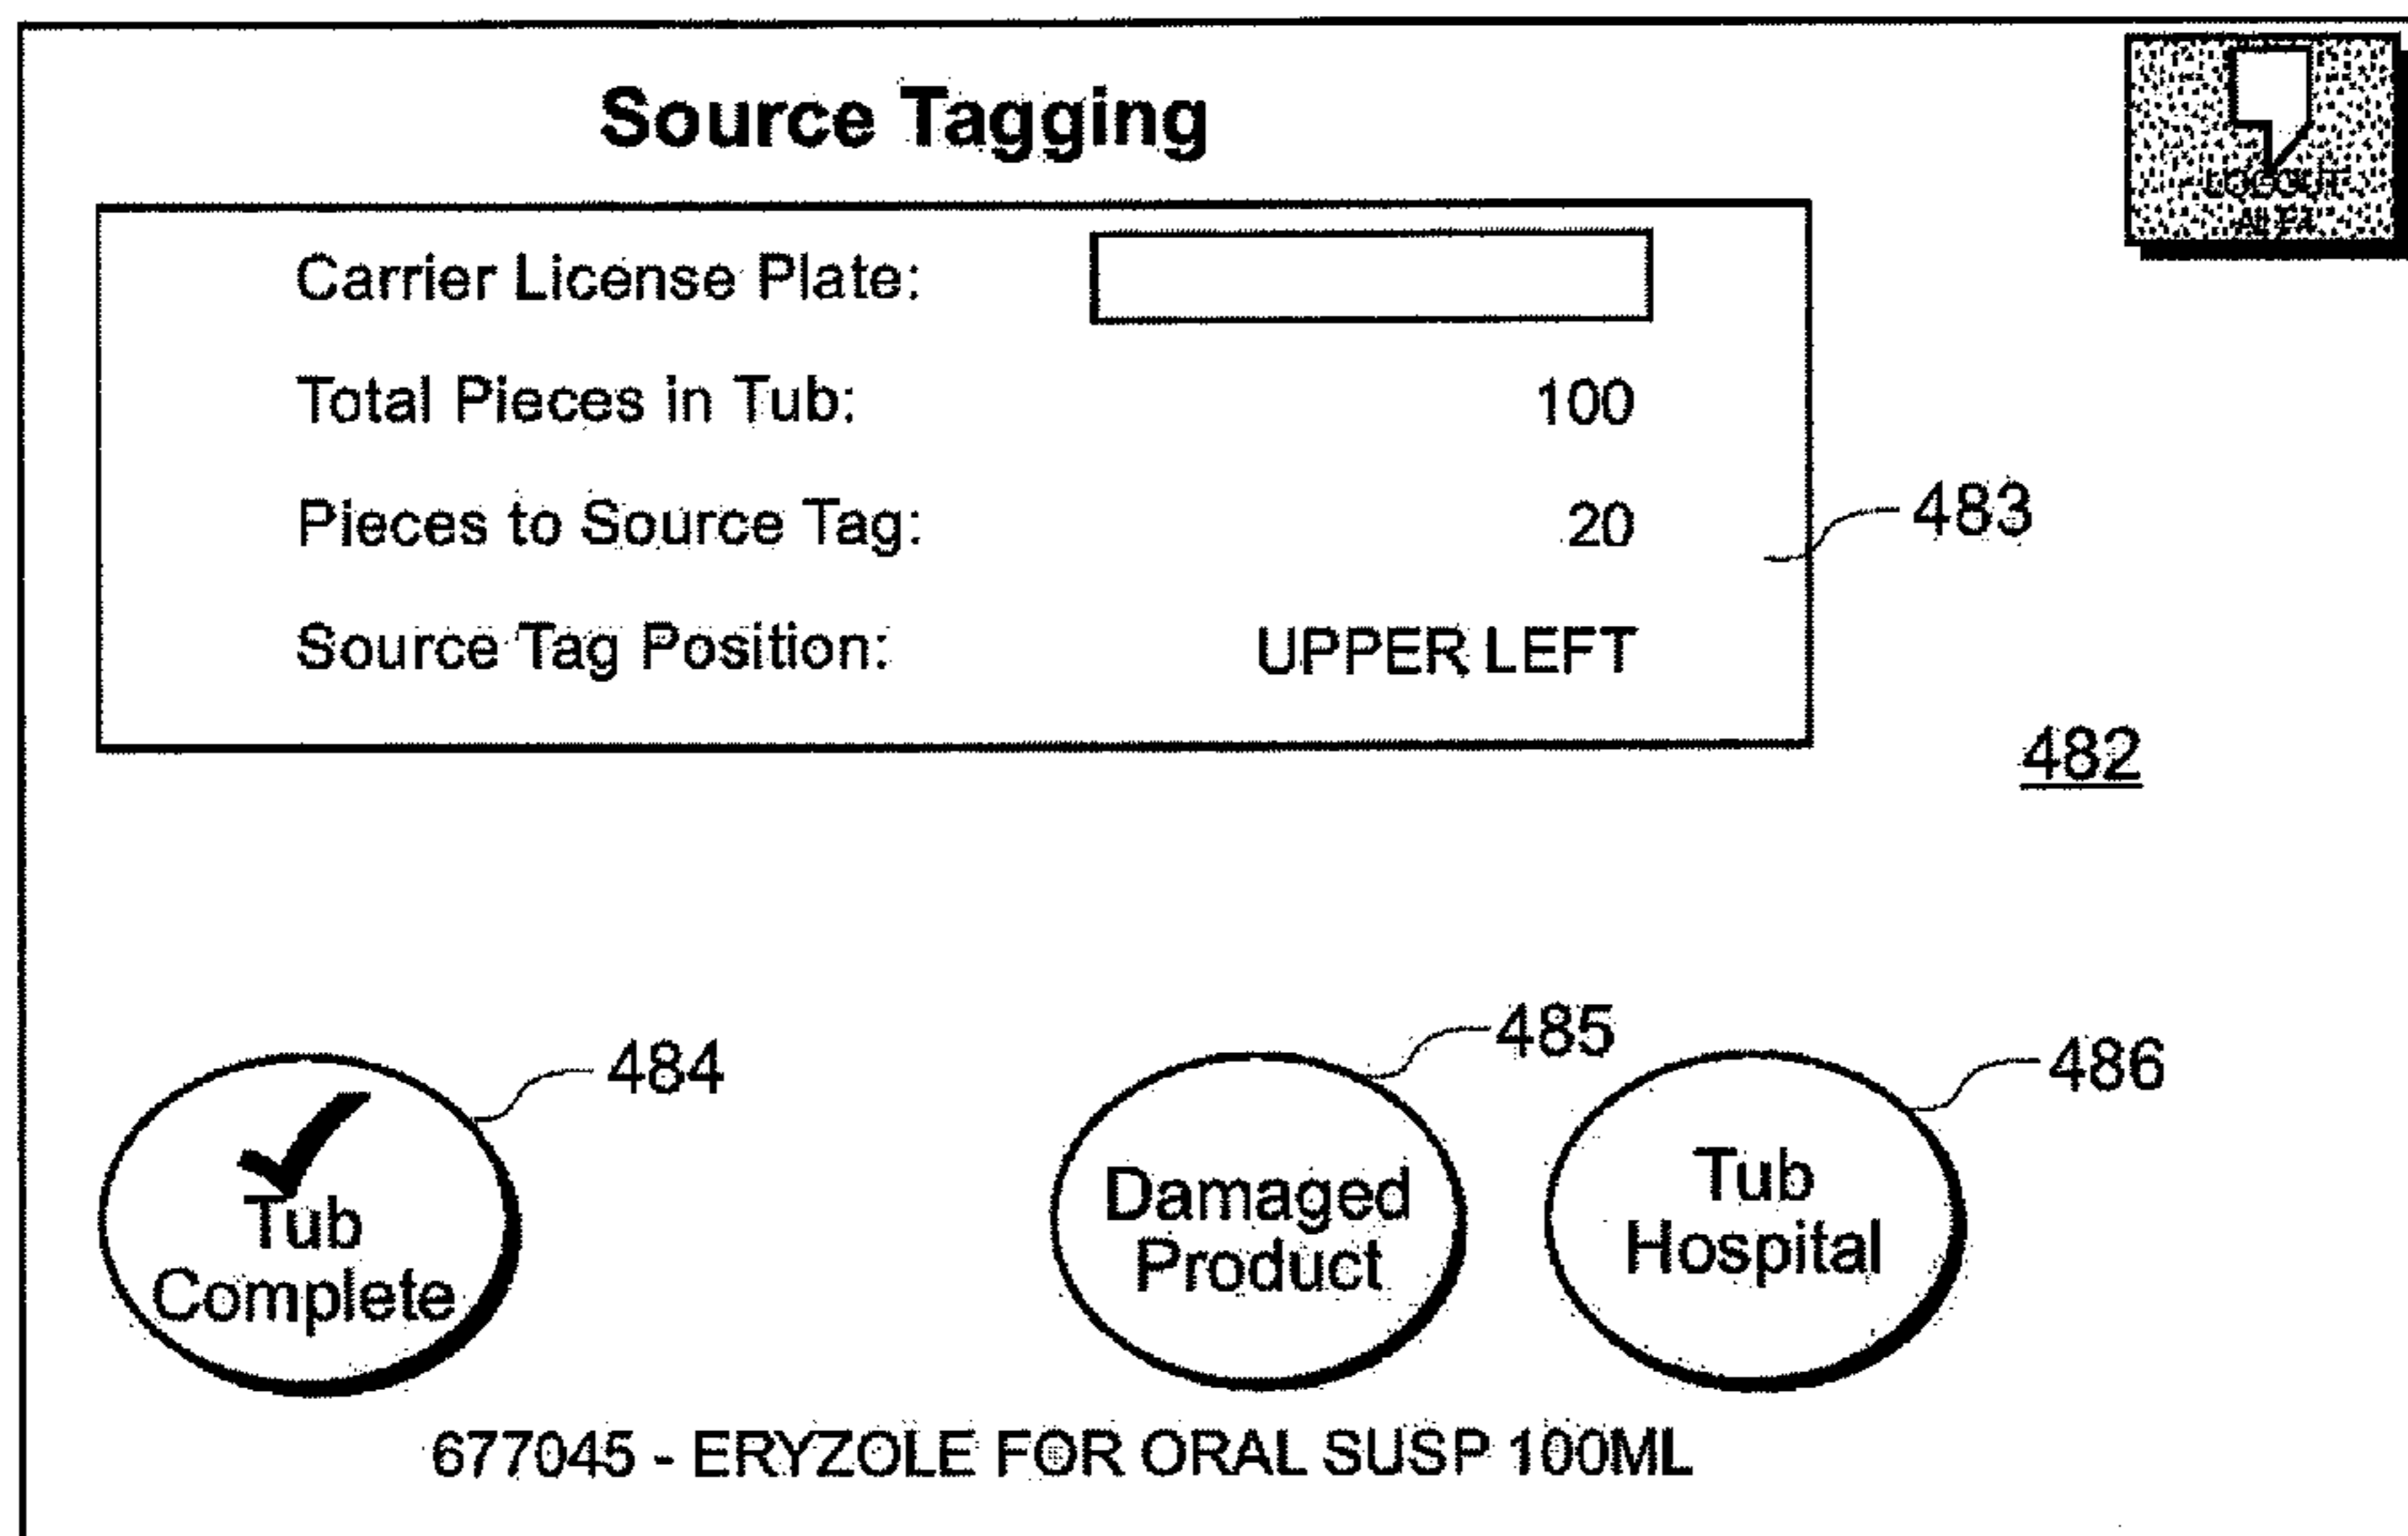 Source Tagging
LOGOUT
Carrier License Plate:
Total Pieces in Tub: 100
Pieces to Source Tag: 20
483
Source Tag Position: UPPER LEFT
482
484
485
486
Tub
Complete
Damaged
Product
Tub
Hospital
677045 - ERYZOLE FOR ORAL SUSP 100ML